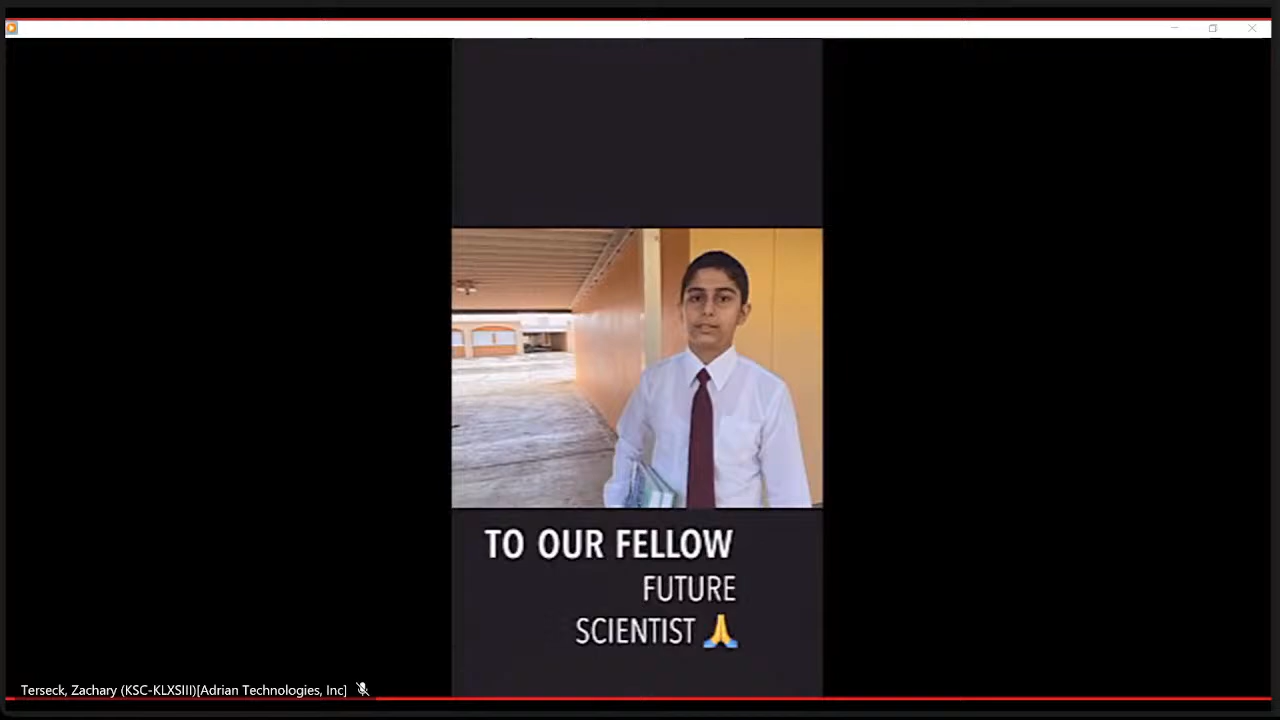 TO OUR FELLOW
FUTURE
SCIENTIST 🙏
Terseck, Zachary (KSC-KLXSIII)[Adrian Technologies, Inc]